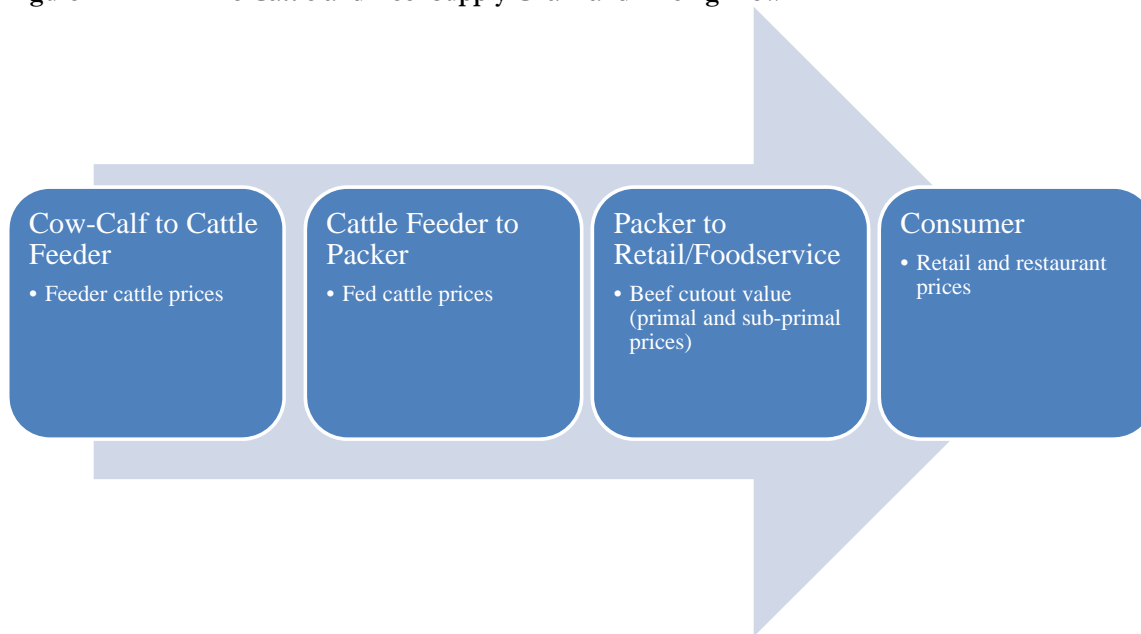 Cow-Calf to Cattle
Feeder
• Feeder cattle prices
Cattle Feeder to
Packer
• Fed cattle prices
Packer to
Retail/Foodservice
• Beef cutout value
(primal and sub-primal
prices)
Consumer
• Retail and restaurant
prices